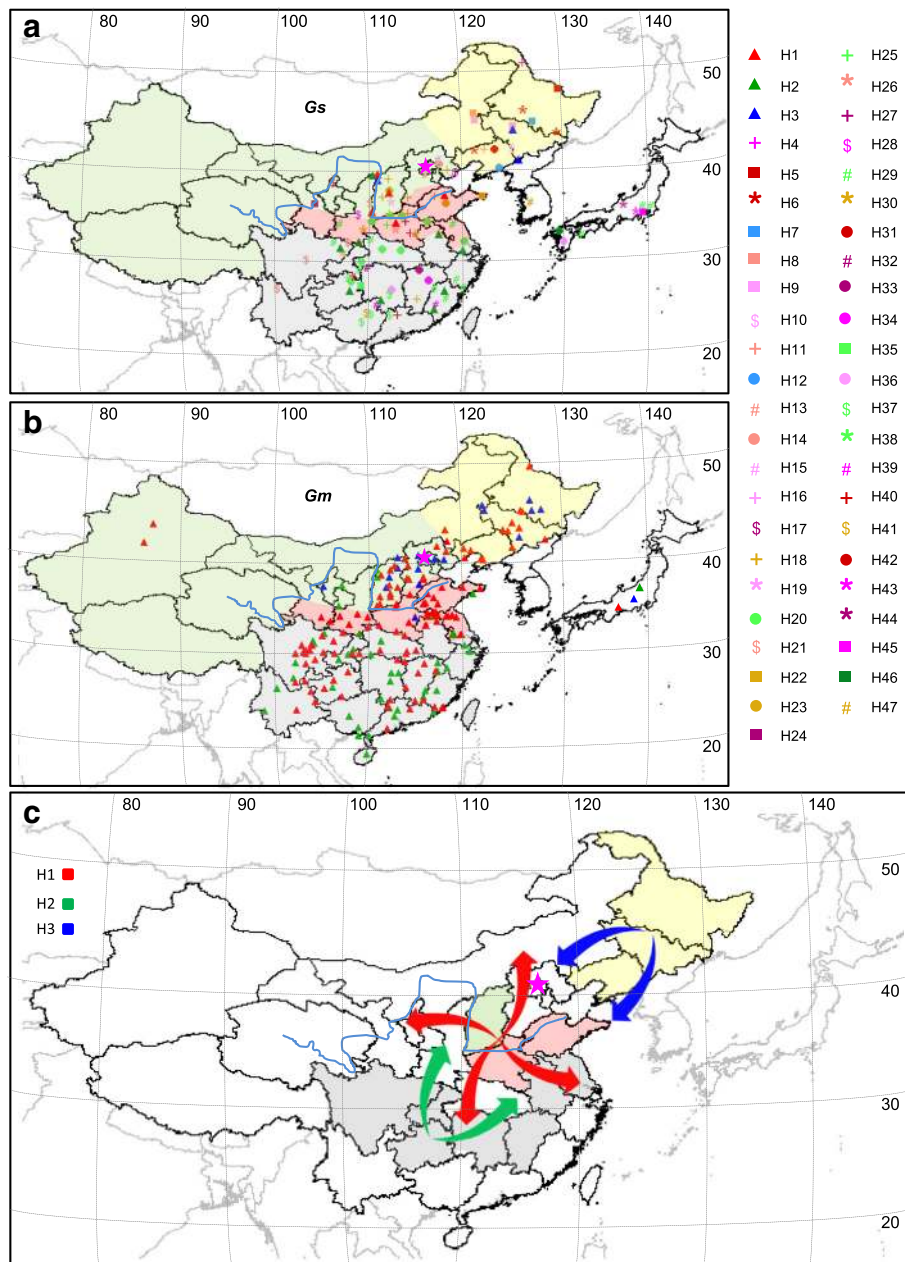 a
80 90 100 110 120 130 140
Gs
50
40
30
20
b
80 90 100 110 120 130 140
Gm
50
40
30
20
H1 H25
H2 H26
H3 H27
H4 H28
H5 H29
H6 H30
H7 H31
H8 H32
H9 H33
H10 H34
H11 H35
H12 H36
H13 H37
H14 H38
H15 H39
H16 H40
H17 H41
H18 H42
H19 H43
H20 H44
H21 H45
H22 H46
H23 H47
H24
c
80 90 100 110 120 130 140
H1
H2
H3
50
40
30
20